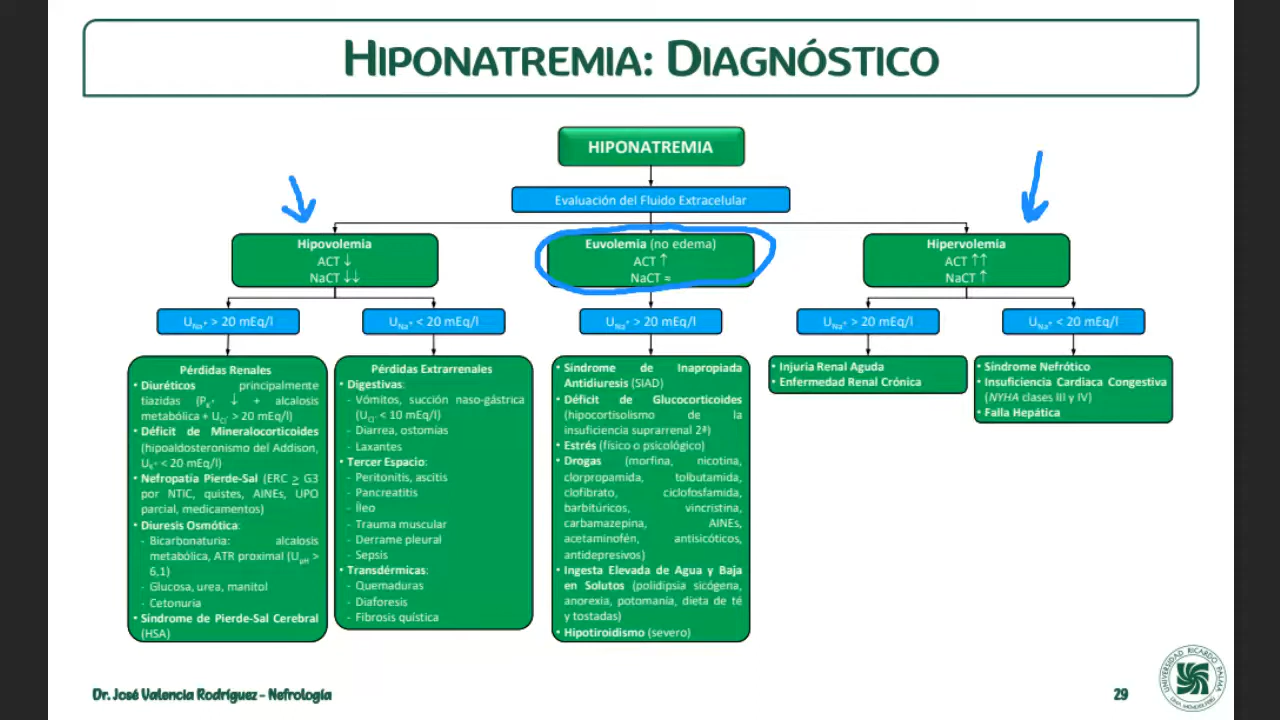 HIPONATREMIA: DIAGNÓSTICO
HIPONATREMIA
Evaluación del Fluido Extracelular
Hipovolemia
ACT ↓
NaCT ↓↓
Euvolemia (no edema)
ACT ↑
NaCT ≈
Hipervolemia
ACT ↑↑
NaCT ↑
UNa+ > 20 mEq/l
UNa+ < 20 mEq/l
UNa+ > 20 mEq/l
UNa+ > 20 mEq/l
UNa+ < 20 mEq/l
Pérdidas Renales
• Diuréticos principalmente
tiazidas (PK+ ↓ + alcalosis
metabólica + UCl- > 20 mEq/l)
• Déficit de Mineralocorticoides
(hipoaldosteronismo del Addison,
UK+ < 20 mEq/l)
• Nefropatía Pierde-Sal (ERC ≥ G3
por NTIC, quistes, AINEs, UPO
parcial, medicamentos)
• Diuresis Osmótica:
- Bicarbonaturia: alcalosis
metabólica, ATR proximal (UpH >
6,1)
- Glucosa, urea, manitol
- Cetonuria
• Síndrome de Pierde-Sal Cerebral
(HSA)
Pérdidas Extrarrenales
• Digestivas:
- Vómitos, succión naso-gástrica
(UCl- < 10 mEq/l)
- Diarrea, ostomías
- Laxantes
• Tercer Espacio:
- Peritonitis, ascitis
- Pancreatitis
- Íleo
- Trauma muscular
- Derrame pleural
- Sepsis
• Transdérmicas:
- Quemaduras
- Diaforesis
- Fibrosis quística
• Síndrome de Inapropiada
Antidiuresis (SIAD)
• Déficit de Glucocorticoides
(hipocortisolismo de la
insuficiencia suprarrenal 2ª)
• Estrés (físico o psicológico)
• Drogas (morfina, nicotina,
clorpropamida, tolbutamida,
clofibrato, ciclofosfamida,
barbitúricos, vincristina,
carbamazepina, AINEs,
acetaminofén, antisicóticos,
antidepresivos)
• Ingesta Elevada de Agua y Baja
en Solutos (polidipsia sicógena,
anorexia, potomanía, dieta de té
y tostadas)
• Hipotiroidismo (severo)
• Injuria Renal Aguda
• Enfermedad Renal Crónica
• Síndrome Nefrótico
• Insuficiencia Cardiaca Congestiva
(NYHA clases III y IV)
• Falla Hepática
Dr. José Valencia Rodríguez - Nefrología
29
UNIVERSIDAD RICARDO PALMA